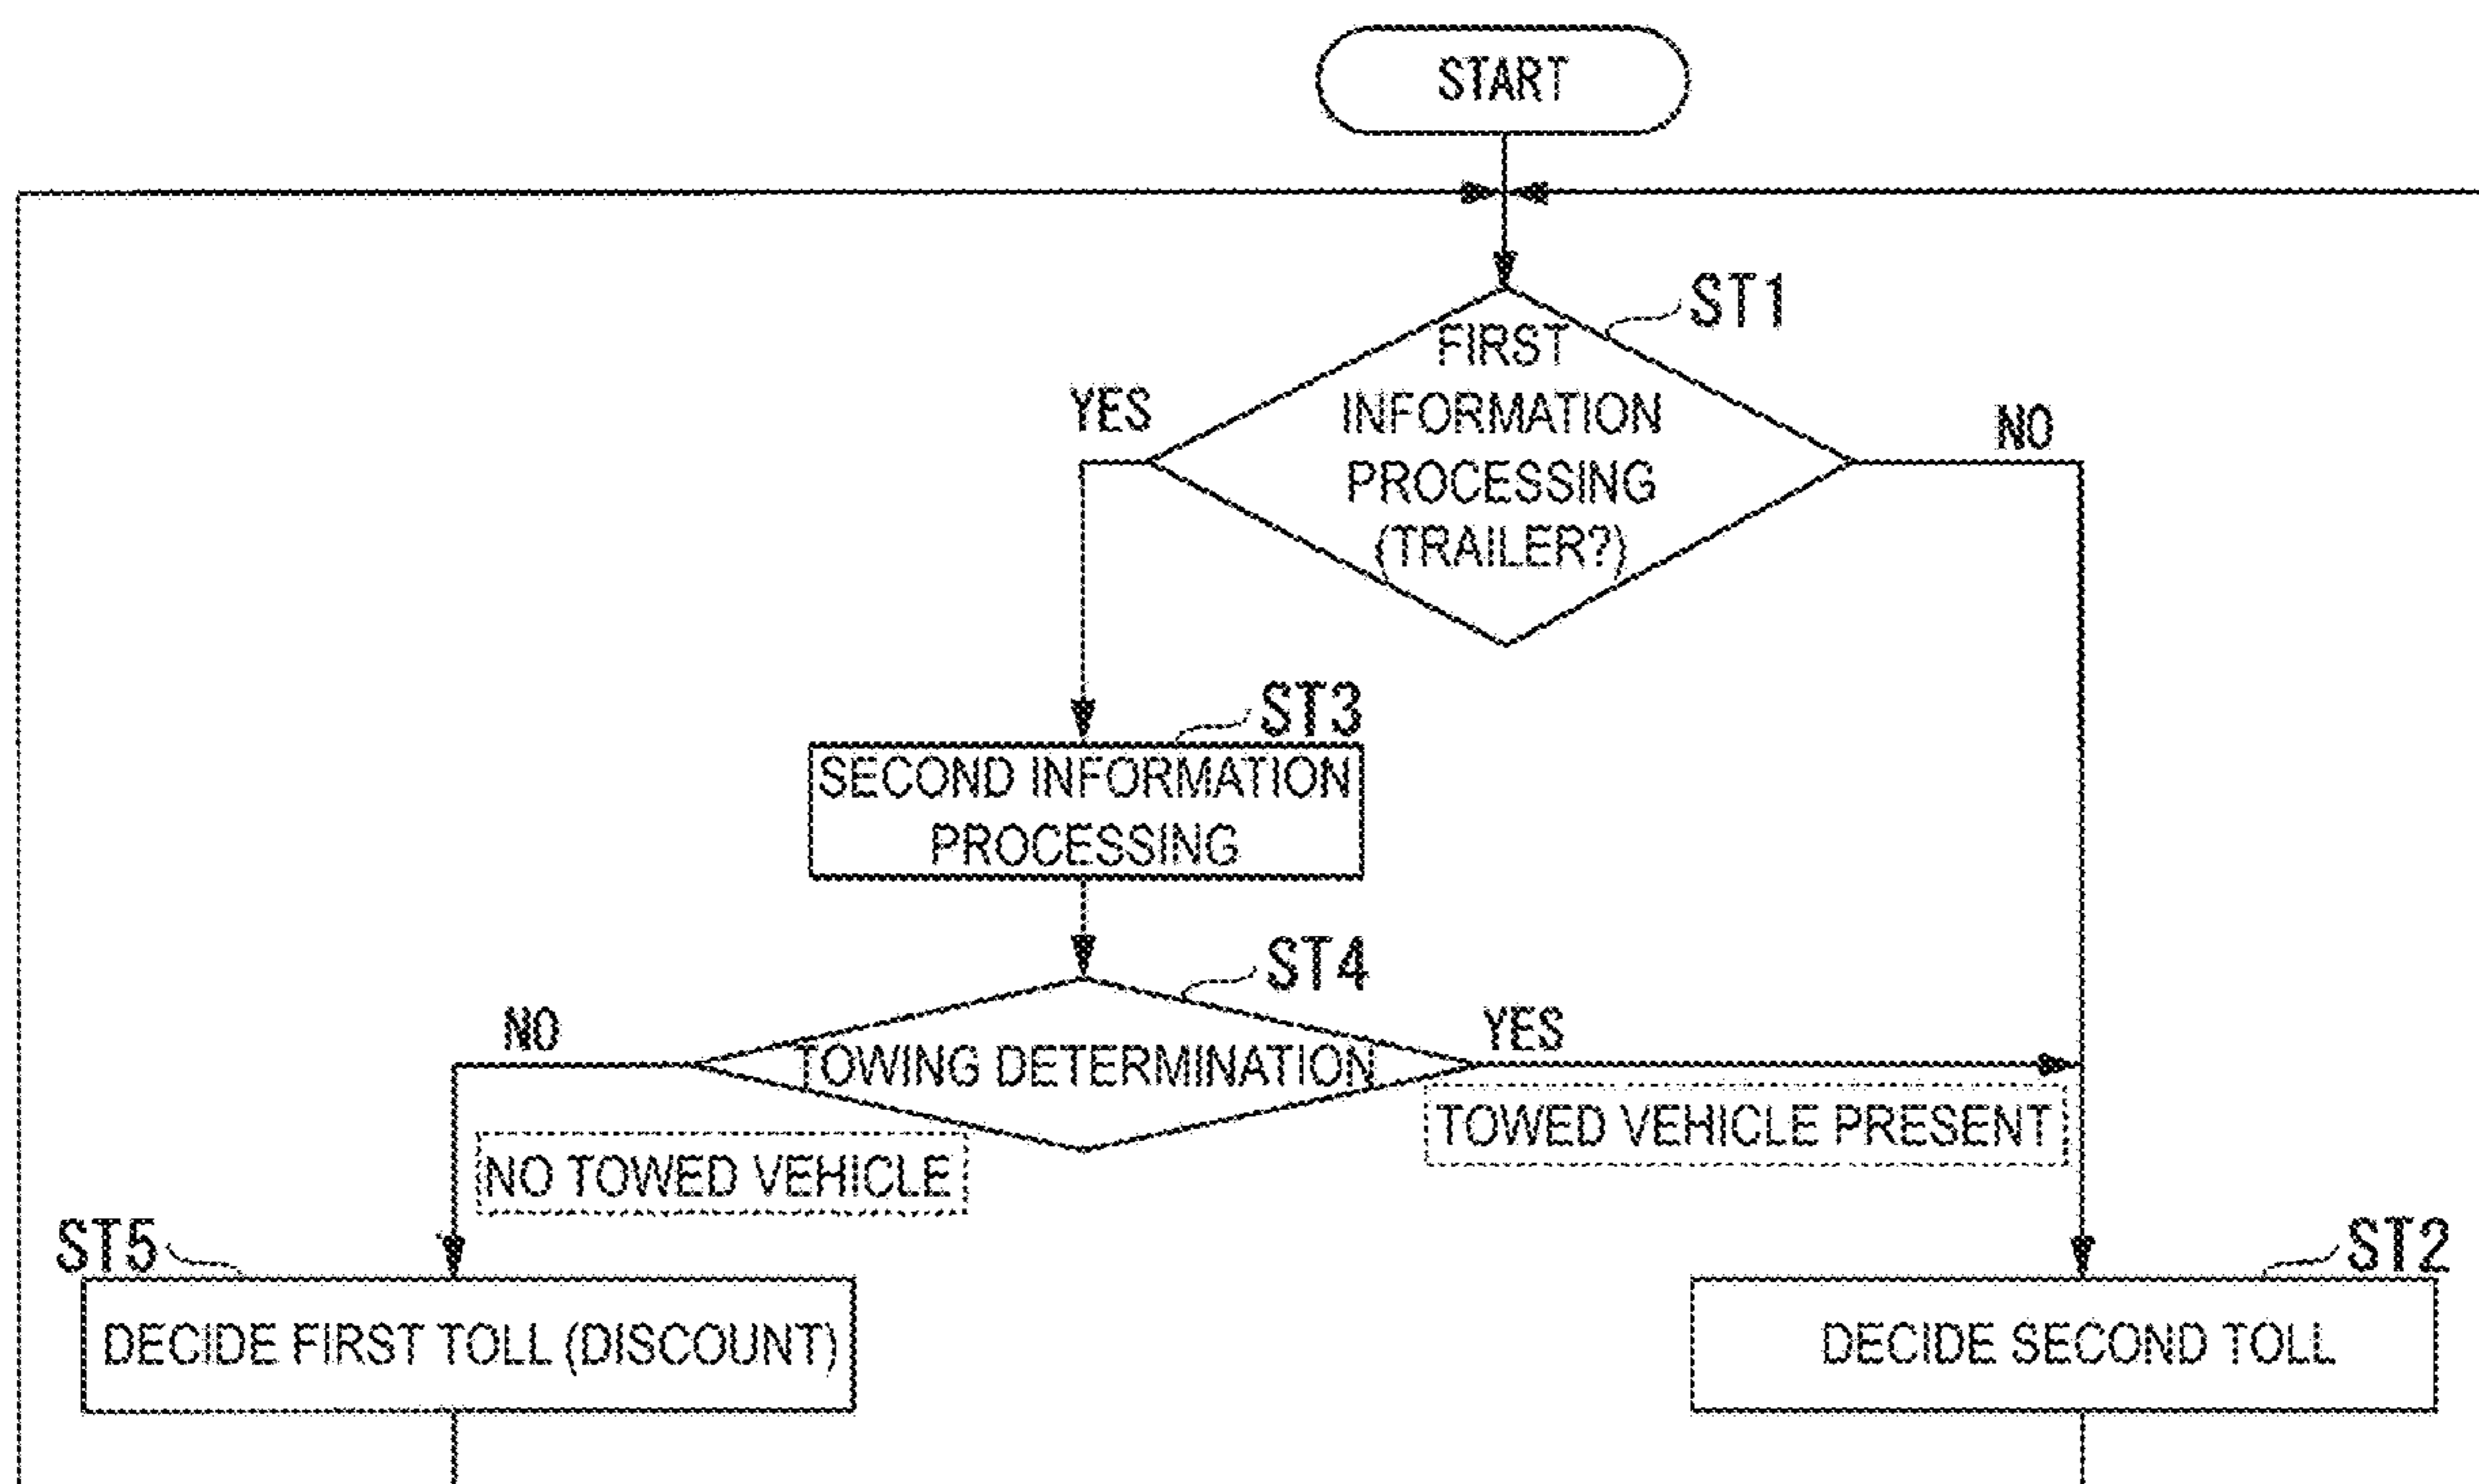 START
ST1
FIRST
INFORMATION
PROCESSING
(TRAILER?)
YES
NO
ST3
SECOND INFORMATION
PROCESSING
ST4
TOWING DETERMINATION
NO
YES
TOWED VEHICLE PRESENT
NO TOWED VEHICLE
ST5
DECIDE FIRST TOLL (DISCOUNT)
ST2
DECIDE SECOND TOLL